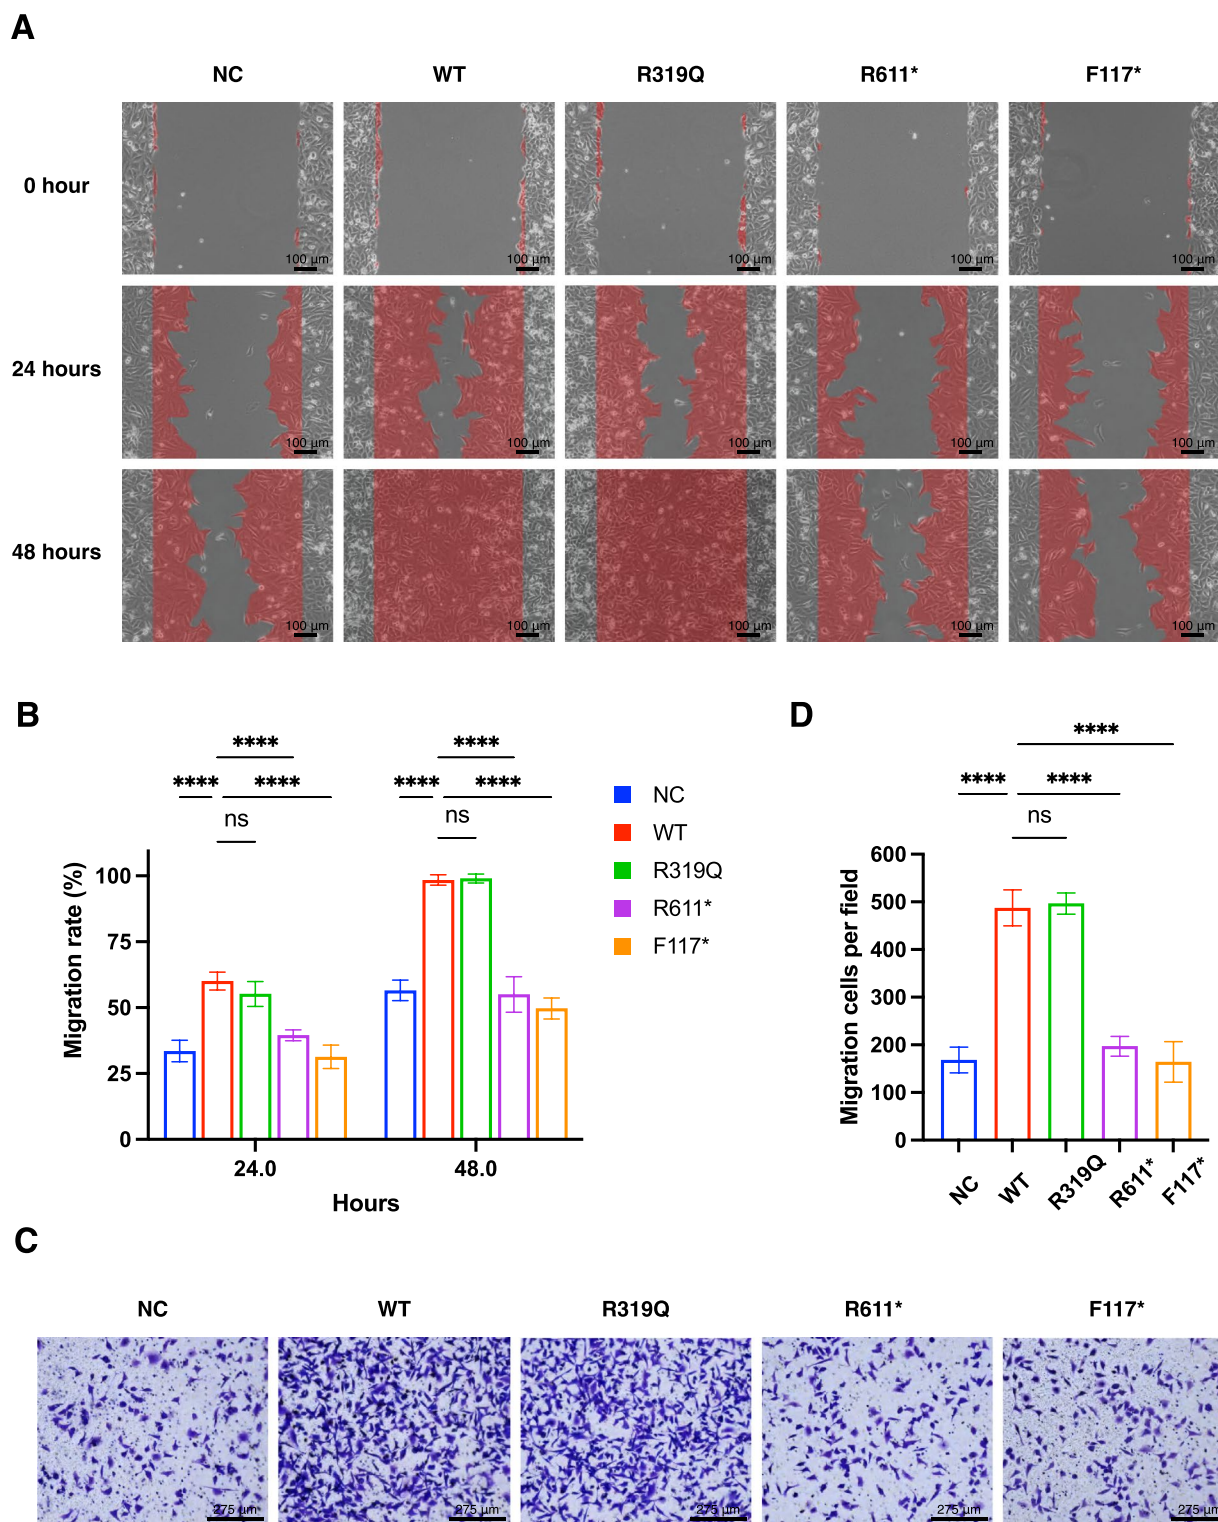 A
NC WT R319Q R611* F117*
0 hour
100 µm 100 µm 100 µm 100 µm 100 µm
24 hours
100 µm 100 µm 100 µm 100 µm 100 µm
48 hours
100 µm 100 µm 100 µm 100 µm 100 µm
B
**** ****
**** **** **** ****
ns ns
Migration rate (%)
100
75
50
25
0
24.0 48.0
Hours
NC
WT
R319Q
R611*
F117*
D
****
**** ****
ns
Migration cells per field
600
500
400
300
200
100
0
NC WT R319Q R611* F117*
C
NC WT R319Q R611* F117*
275 µm 275 µm 275 µm 275 µm 275 µm